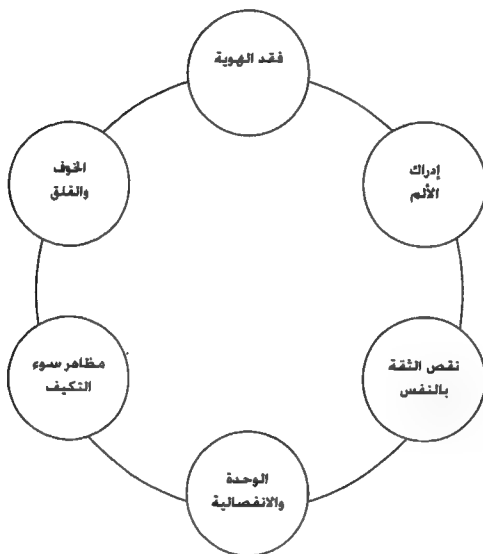 فقد الهوية
إدراك
الألم
الخوف
والقلق
نقص الثقة
بالنفس
مظاهر سوء
التكيف
الوحدة
والانفصالية